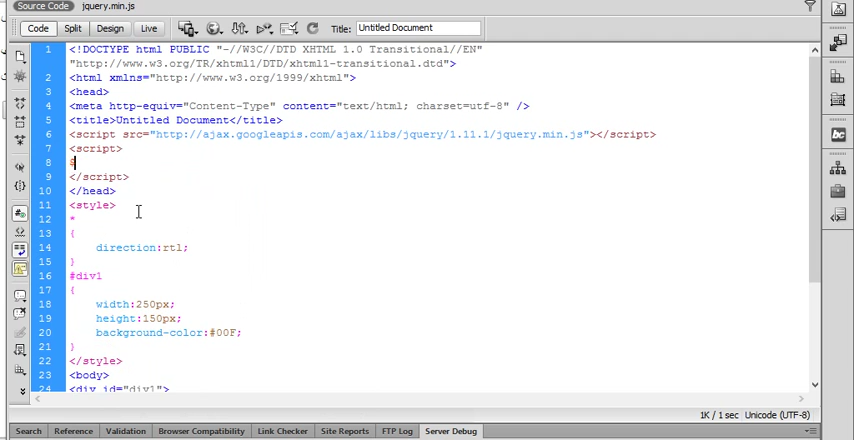 Source Code jquery.min.js
Code Split Design Live Title: Untitled Document
1 <!DOCTYPE html PUBLIC "-//W3C//DTD XHTML 1.0 Transitional//EN"
"http://www.w3.org/TR/xhtml1/DTD/xhtml1-transitional.dtd">
2 <html xmlns="http://www.w3.org/1999/xhtml">
3 <head>
4 <meta http-equiv="Content-Type" content="text/html; charset=utf-8" />
5 <title>Untitled Document</title>
6 <script src="http://ajax.googleapis.com/ajax/libs/jquery/1.11.1/jquery.min.js"></script>
7 <script>
8 $
9 </script>
10 </head>
11 <style>
12 *
13 {
14 direction:rtl;
15 }
16 #div1
17 {
18 width:250px;
19 height:150px;
20 background-color:#00F;
21 }
22 </style>
23 <body>
24 <div id="div1">
1K / 1 sec Unicode (UTF-8)
Search Reference Validation Browser Compatibility Link Checker Site Reports FTP Log Server Debug